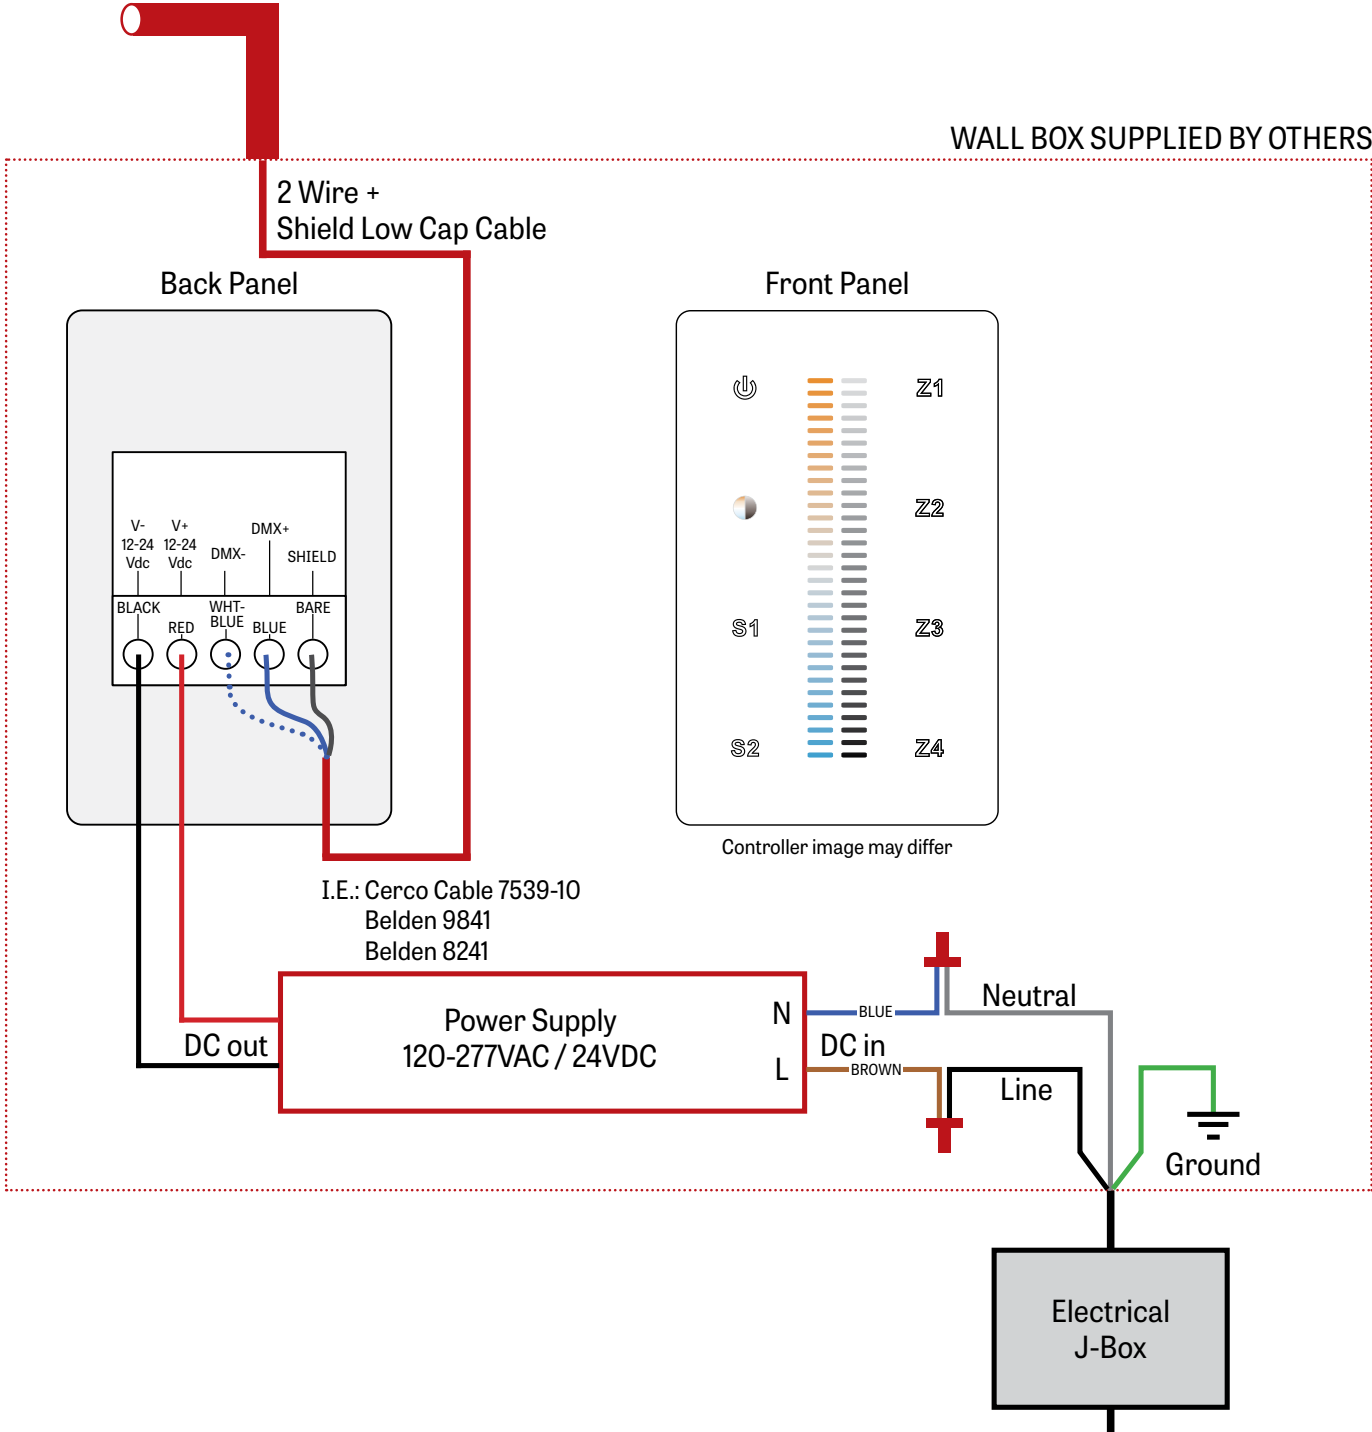 WALL BOX SUPPLIED BY OTHERS
2 Wire +
Shield Low Cap Cable
Back Panel
Front Panel
V-
12-24
Vdc
V+
12-24
Vdc
DMX-
DMX+
SHIELD
BLACK
RED
WHT-
BLUE
BLUE
BARE
Z1
Z2
S1
Z3
S2
Z4
Controller image may differ
I.E.: Cerco Cable 7539-10
Belden 9841
Belden 8241
DC out
Power Supply
120-277VAC / 24VDC
N
L
BLUE
DC in
BROWN
Neutral
Line
Ground
Electrical
J-Box